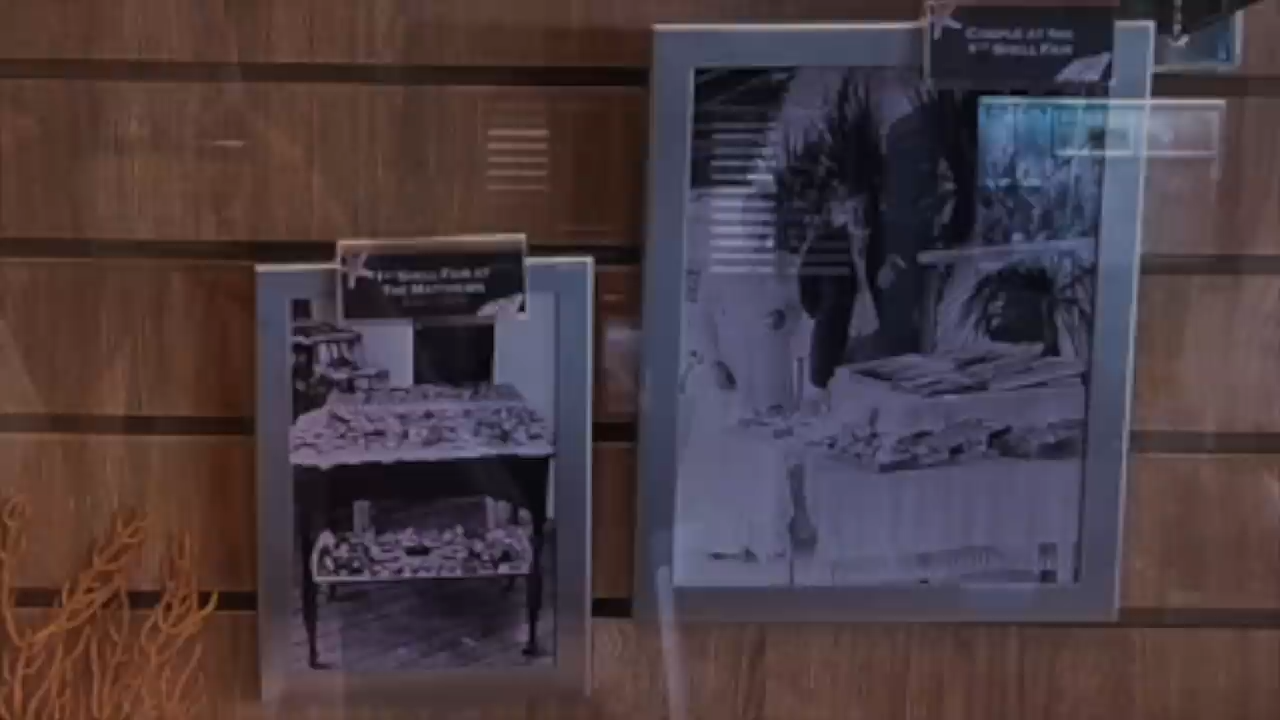 1st SHELL FAIR AT
THE MATTHEWS
COUPLE AT THE
1st SHELL FAIR